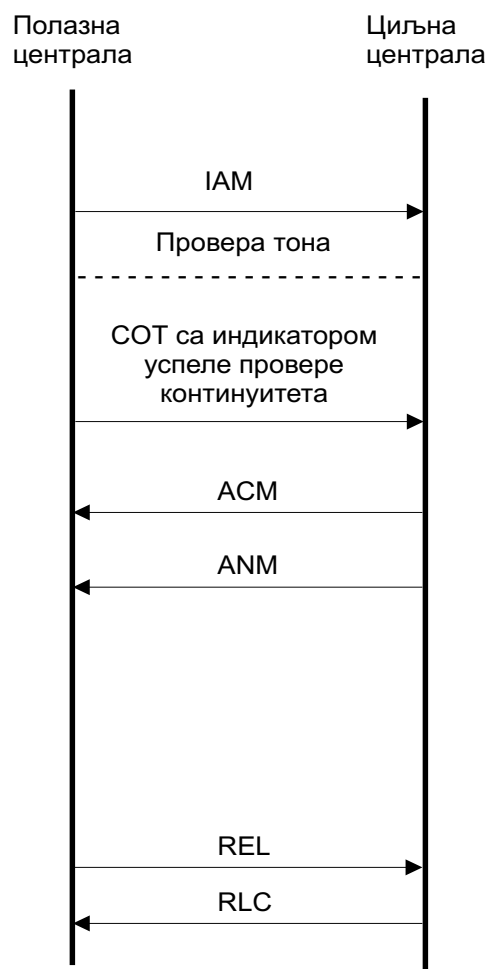 Полазна
централа
Циљна
централа
IAM
Провера тона
COT са индикатором
успеле провере
континуитета
ACM
ANM
REL
RLC